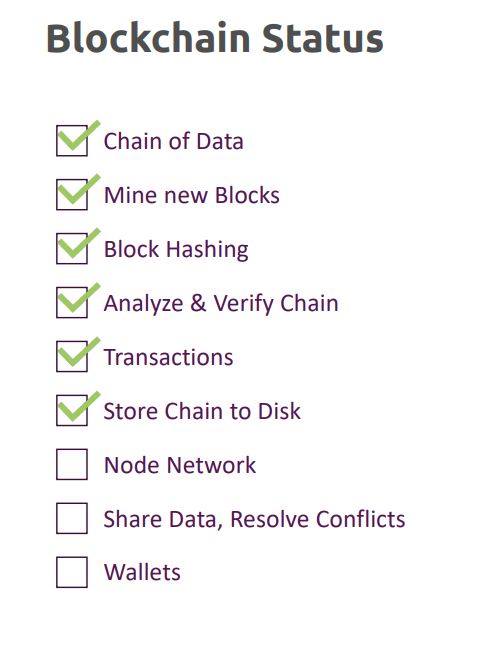 Blockchain Status
Chain of Data
Mine new Blocks
Block Hashing
Analyze & Verify Chain
Transactions
Store Chain to Disk
Node Network
Share Data, Resolve Conflicts
Wallets